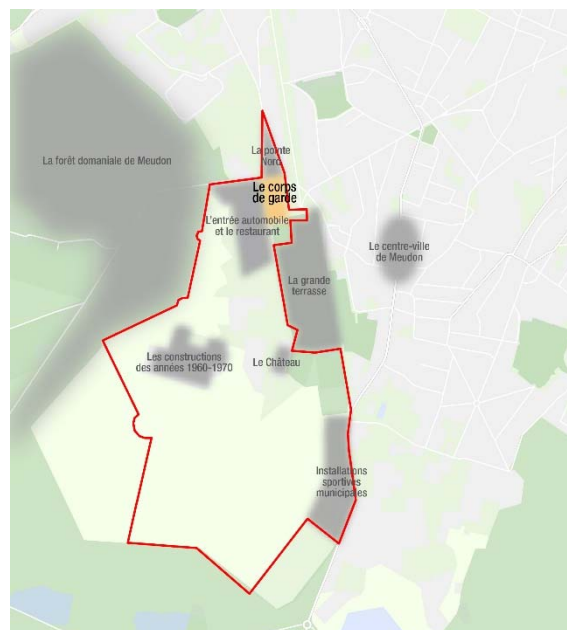 La pointe
Nord
La forêt domaniale de Meudon
Le corps
de garde
L'entrée automobile
et le restaurant
Le centre-ville
de Meudon
La grande
terrasse
Les constructions
des années 1960-1970
Le Château
Installations
sportives
municipales